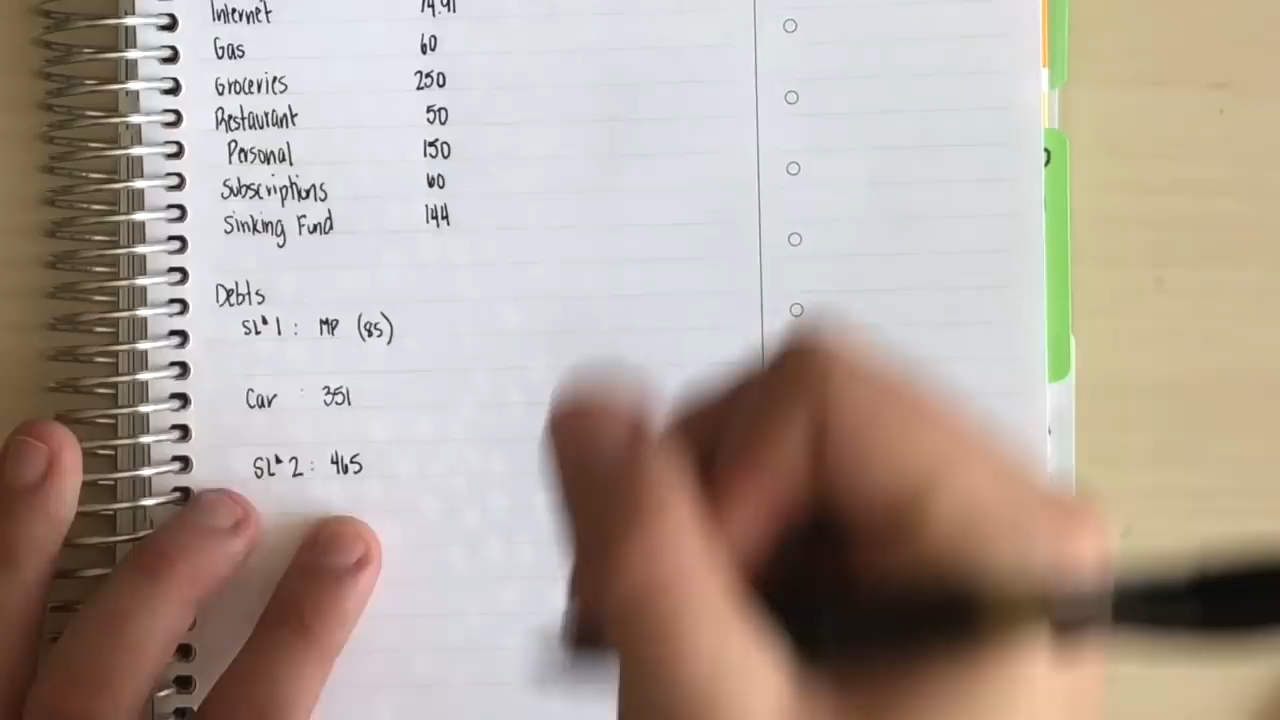 Internet 74.91
Gas 60
Groceries 250
Restaurant 50
Personal 150
Subscriptions 60
Sinking Fund 144
Debts
SL#1: MP (85)
Car : 351
SL#2: 465